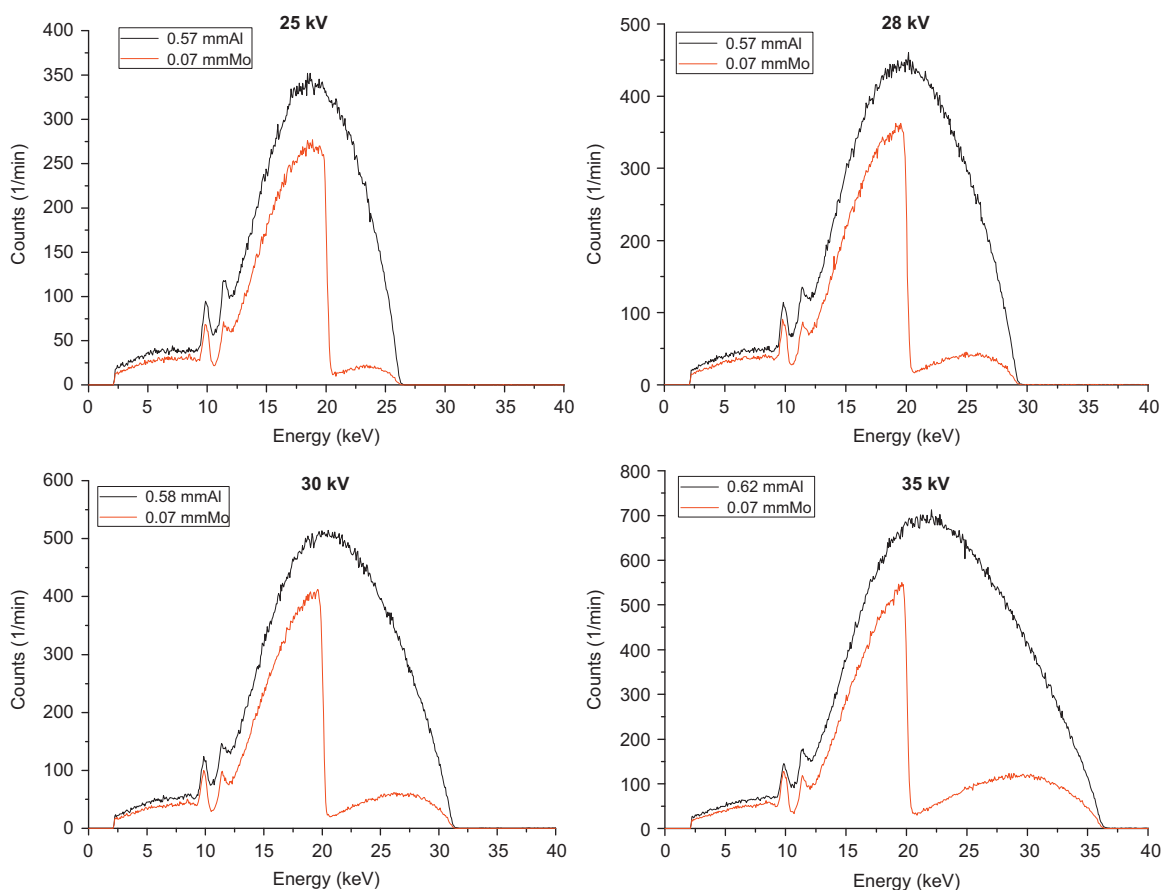 25 kV
0.57 mmAl
0.07 mmMo
400
350
300
250
200
150
100
50
0
Counts (1/min)
0 5 10 15 20 25 30 35 40
Energy (keV)
28 kV
0.57 mmAl
0.07 mmMo
500
400
300
200
100
0
Counts (1/min)
0 5 10 15 20 25 30 35 40
Energy (keV)
30 kV
0.58 mmAl
0.07 mmMo
600
500
400
300
200
100
0
Counts (1/min)
0 5 10 15 20 25 30 35 40
Energy (keV)
35 kV
0.62 mmAl
0.07 mmMo
800
700
600
500
400
300
200
100
0
Counts (1/min)
0 5 10 15 20 25 30 35 40
Energy (keV)